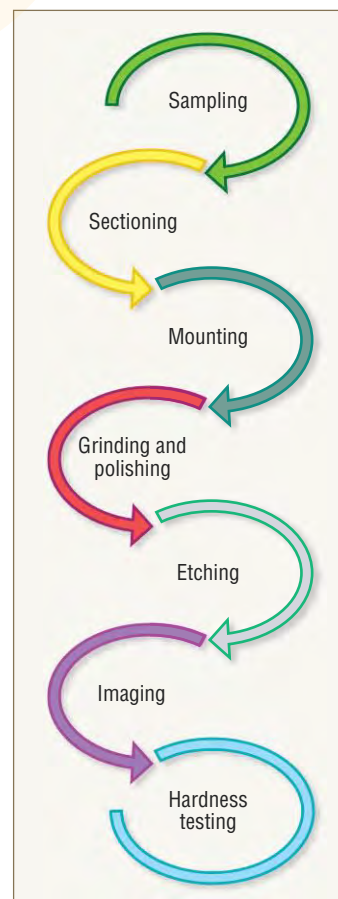 Sampling
Sectioning
Mounting
Grinding and
polishing
Etching
Imaging
Hardness
testing